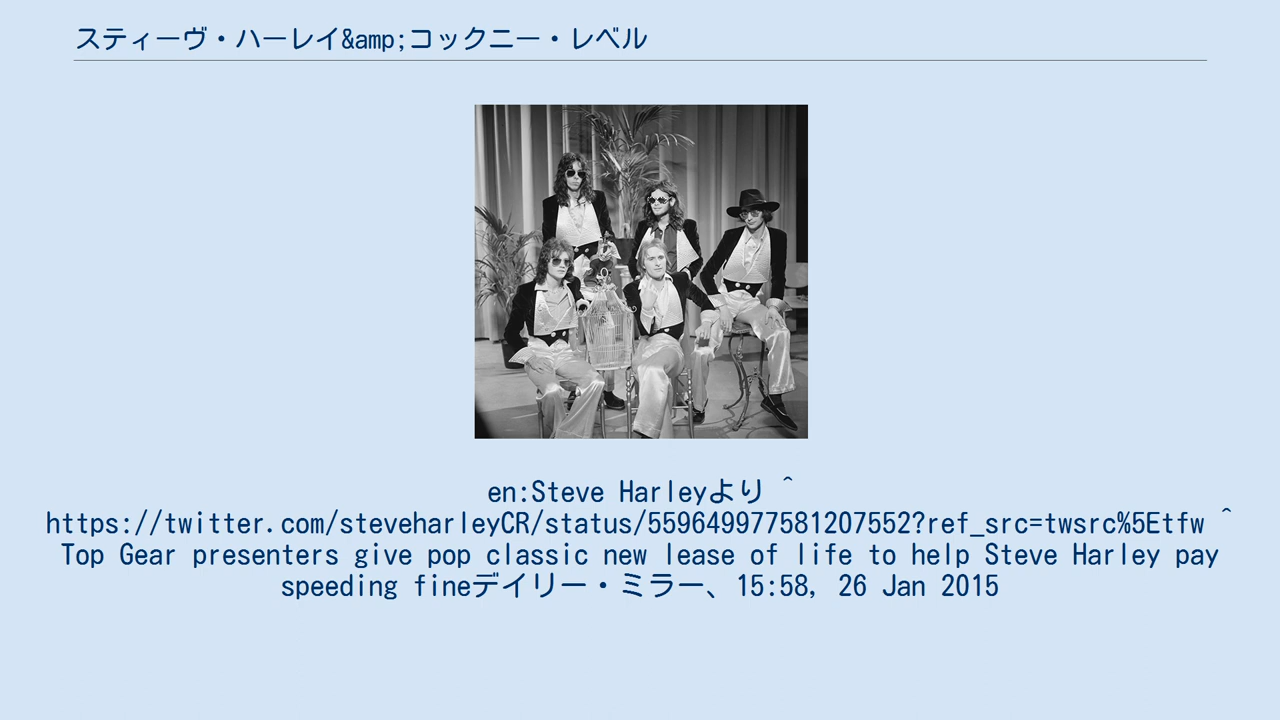 スティーヴ・ハーレイ&amp;コックニー・レベル
en:Steve Harleyより ^
https://twitter.com/steveharleyCR/status/559649977581207552?ref_src=twsrc%5Etfw ^
Top Gear presenters give pop classic new lease of life to help Steve Harley pay
speeding fineデイリー・ミラー、15:58, 26 Jan 2015